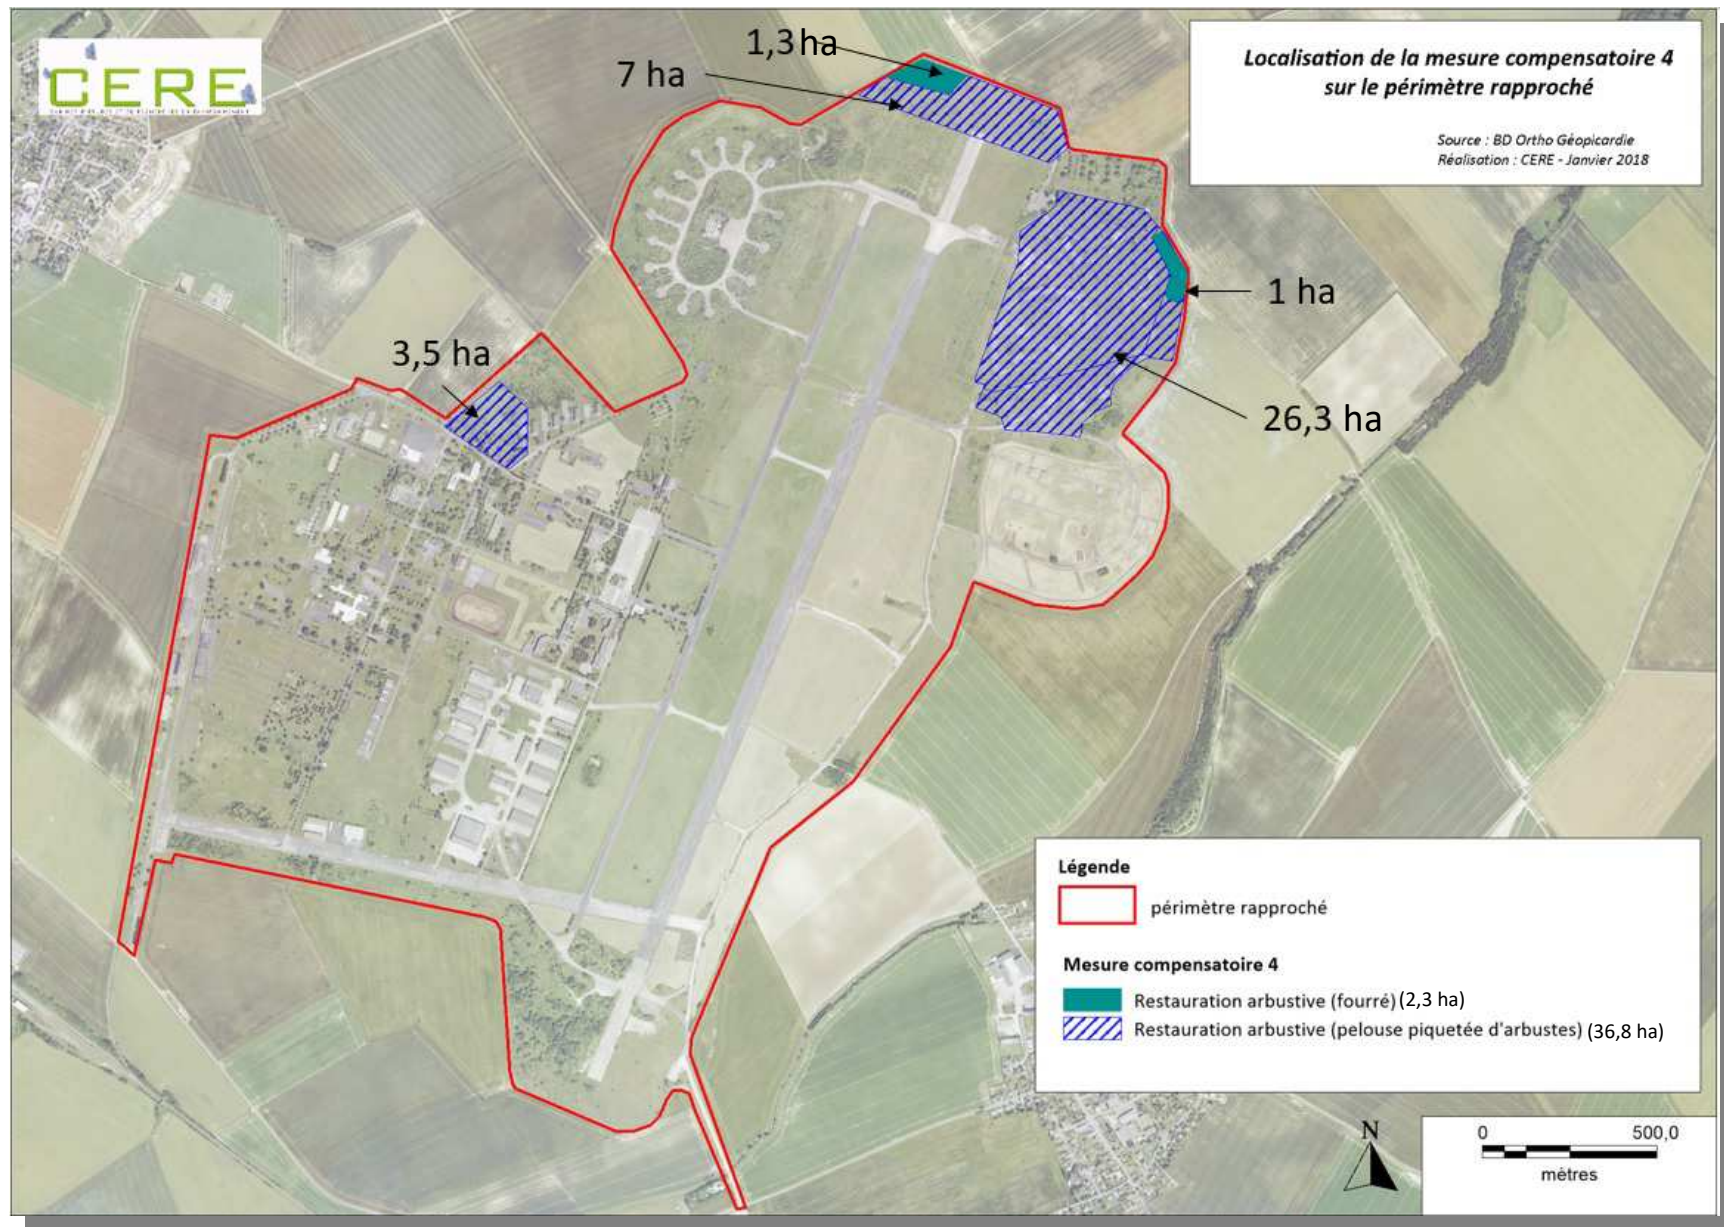 CERE
1,3 ha
7 ha
Localisation de la mesure compensatoire 4
sur le périmètre rapproché
Source : BD Ortho Géopicardie
Réalisation : CERE - Janvier 2018
1 ha
3,5 ha
26,3 ha
Légende
périmètre rapproché
Mesure compensatoire 4
Restauration arbustive (fourré) (2,3 ha)
Restauration arbustive (pelouse piquetée d'arbustes) (36,8 ha)
N
0 500,0
mètres